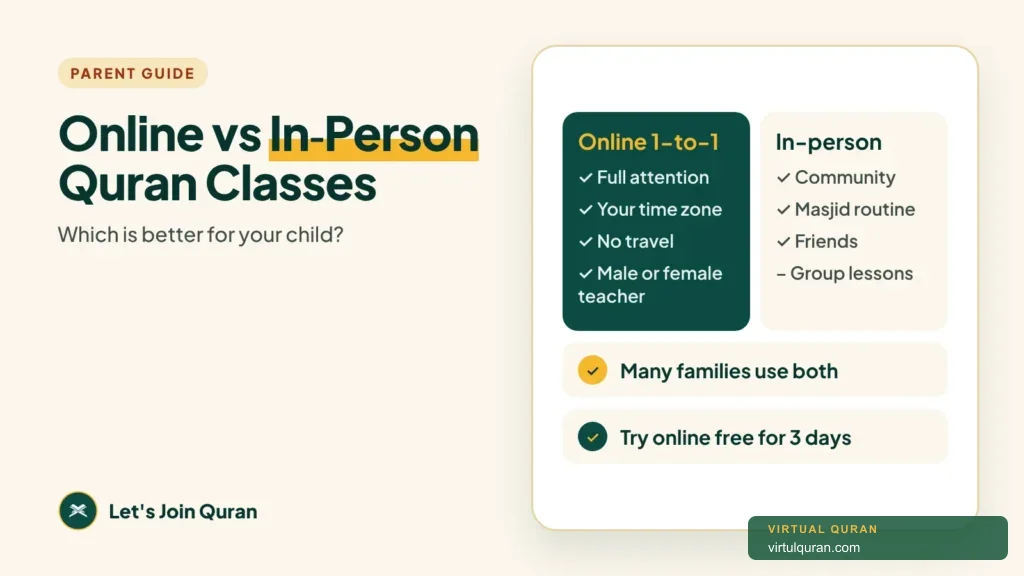 PARENT GUIDE
Online vs In-Person
Quran Classes
Which is better for your child?
Online 1-to-1
✓ Full attention
✓ Your time zone
✓ No travel
✓ Male or female
teacher
In-person
✓ Community
✓ Masjid routine
✓ Friends
– Group lessons
Many families use both
Try online free for 3 days
Let's Join Quran
VIRTUAL QURAN
virtulquran.com